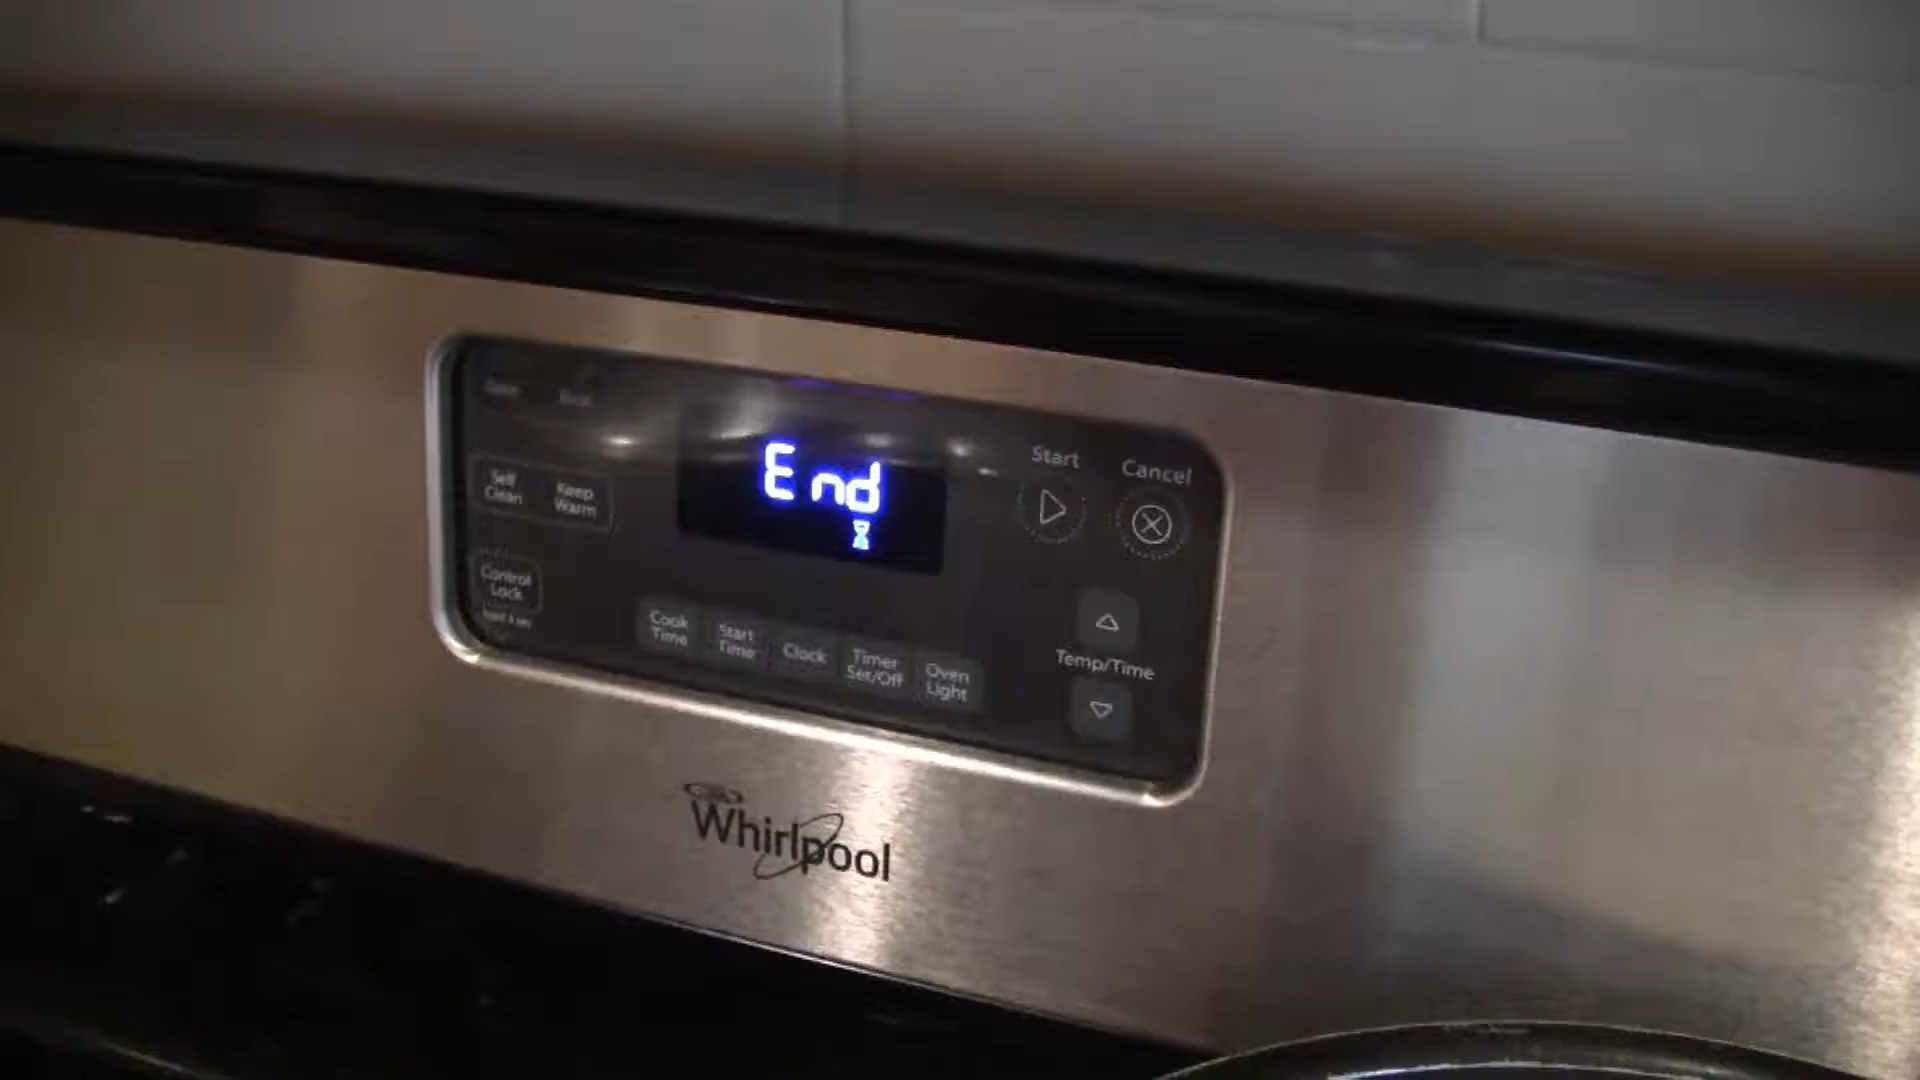 End
Start
Cancel
Self
Clean
Keep
Warm
Control
Lock
Cook
Time
Start
Time
Clock
Timer
Set/Off
Oven
Light
Temp/Time
Whirlpool